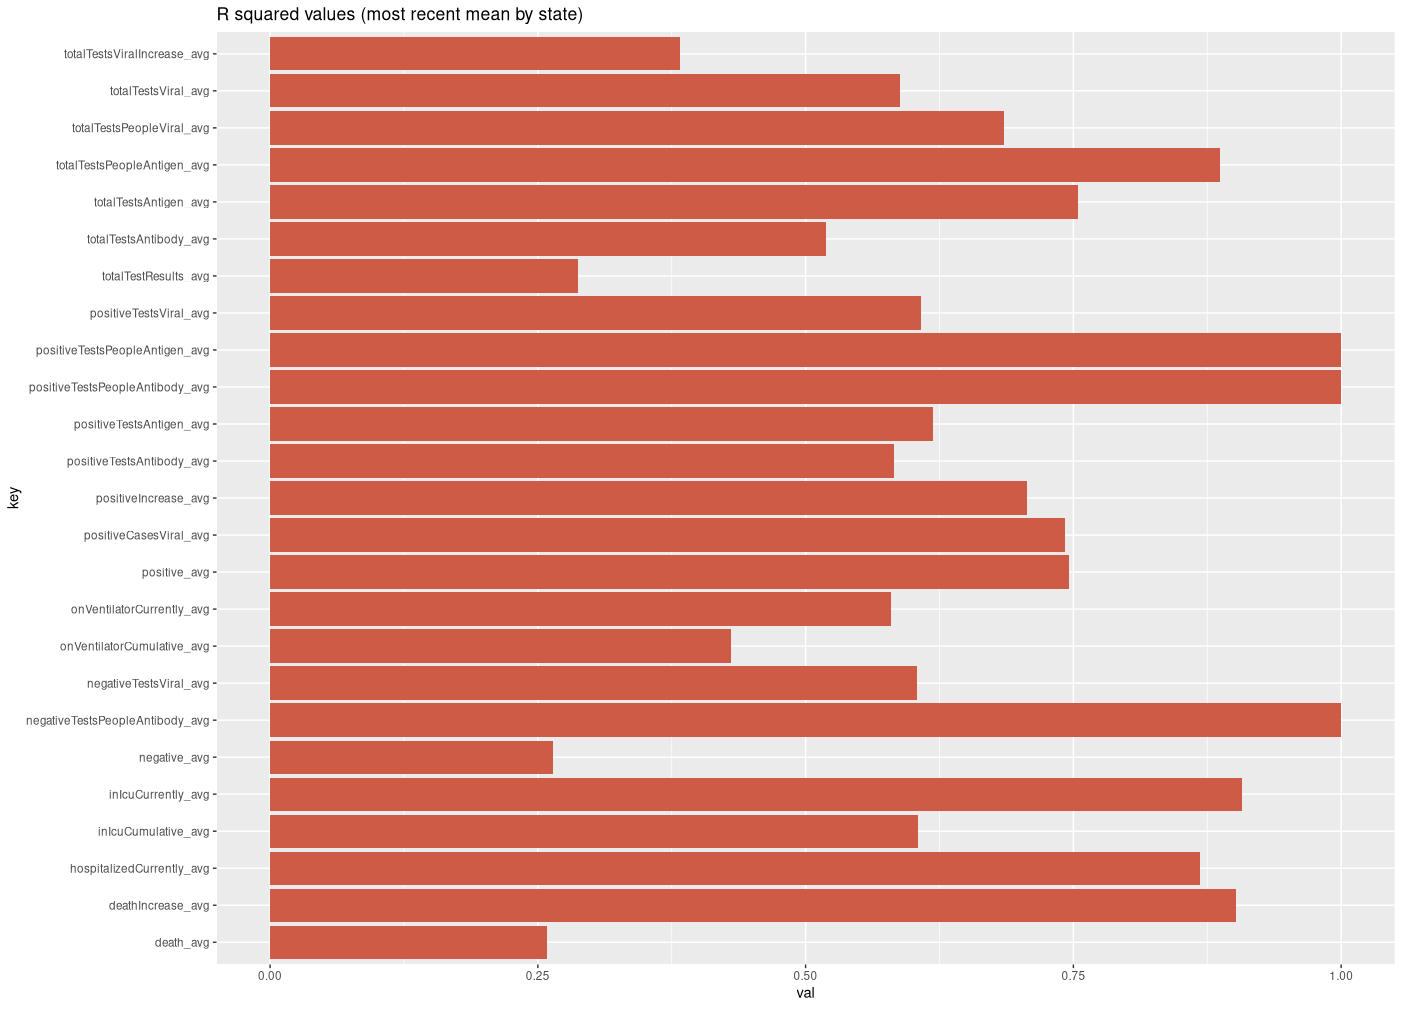 R squared values (most recent mean by state)
totalTestsViralIncrease_avg
totalTestsViral_avg
totalTestsPeopleViral_avg
totalTestsPeopleAntigen_avg
totalTestsAntigen_avg
totalTestsAntibody_avg
totalTestResults_avg
positiveTestsViral_avg
positiveTestsPeopleAntigen_avg
positiveTestsPeopleAntibody_avg
positiveTestsAntigen_avg
positiveTestsAntibody_avg
positiveIncrease_avg
positiveCasesViral_avg
positive_avg
onVentilatorCurrently_avg
onVentilatorCumulative_avg
negativeTestsViral_avg
negativeTestsPeopleAntibody_avg
negative_avg
inIcuCurrently_avg
inIcuCumulative_avg
hospitalizedCurrently_avg
deathIncrease_avg
death_avg
key
0.00 0.25 0.50 0.75 1.00
val